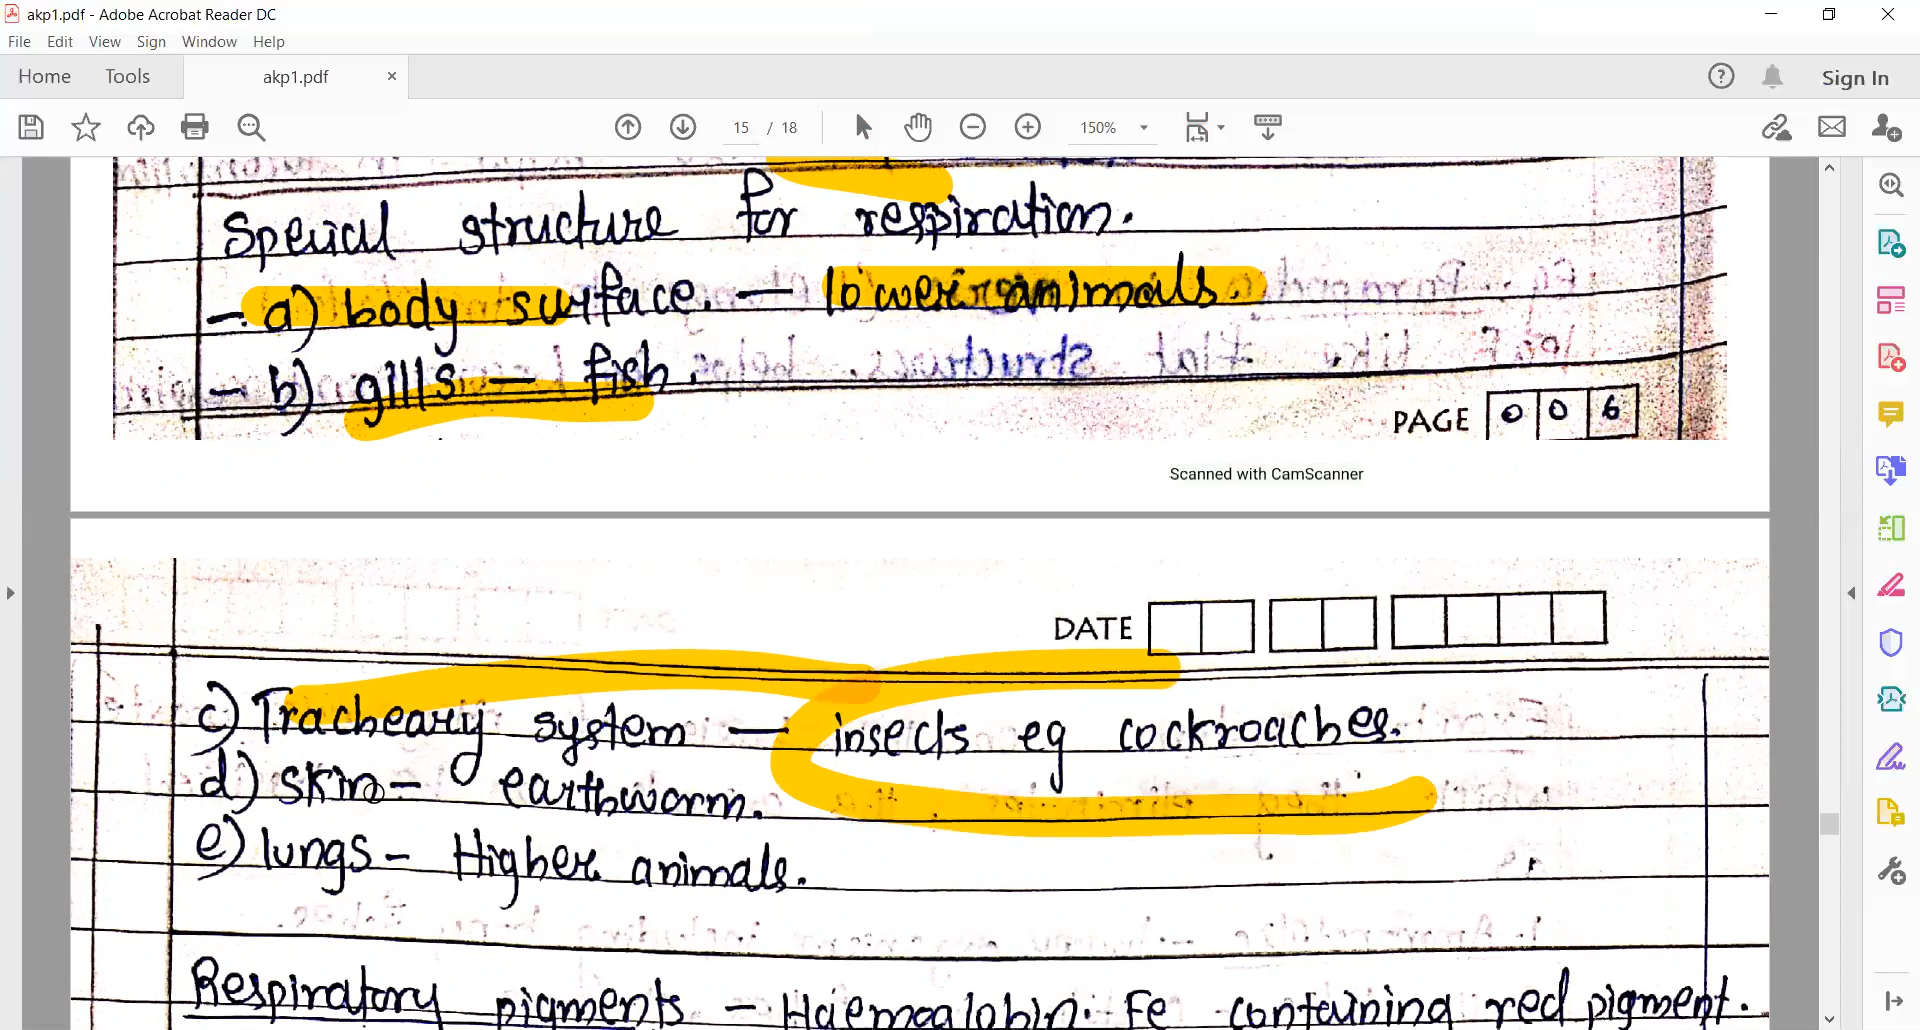 akp1.pdf - Adobe Acrobat Reader DC
File Edit View Sign Window Help
Home Tools akp1.pdf × Sign In
15 / 18 150%
Special structure for respiration.
- a) body surface. - lower animals.
- b) gills - fish.
PAGE 0 0 6
Scanned with CamScanner
DATE
c) Tracheary system - insects eg cockroaches.
d) skin - earthworm.
e) lungs - Higher animals.
Respiratory pigments - Haemoglobin. Fe containing red pigment.